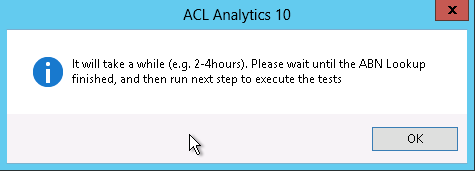 ACL Analytics 10
x
It will take a while (e.g. 2-4hours). Please wait until the ABN Lookup
finished, and then run next step to execute the tests
OK